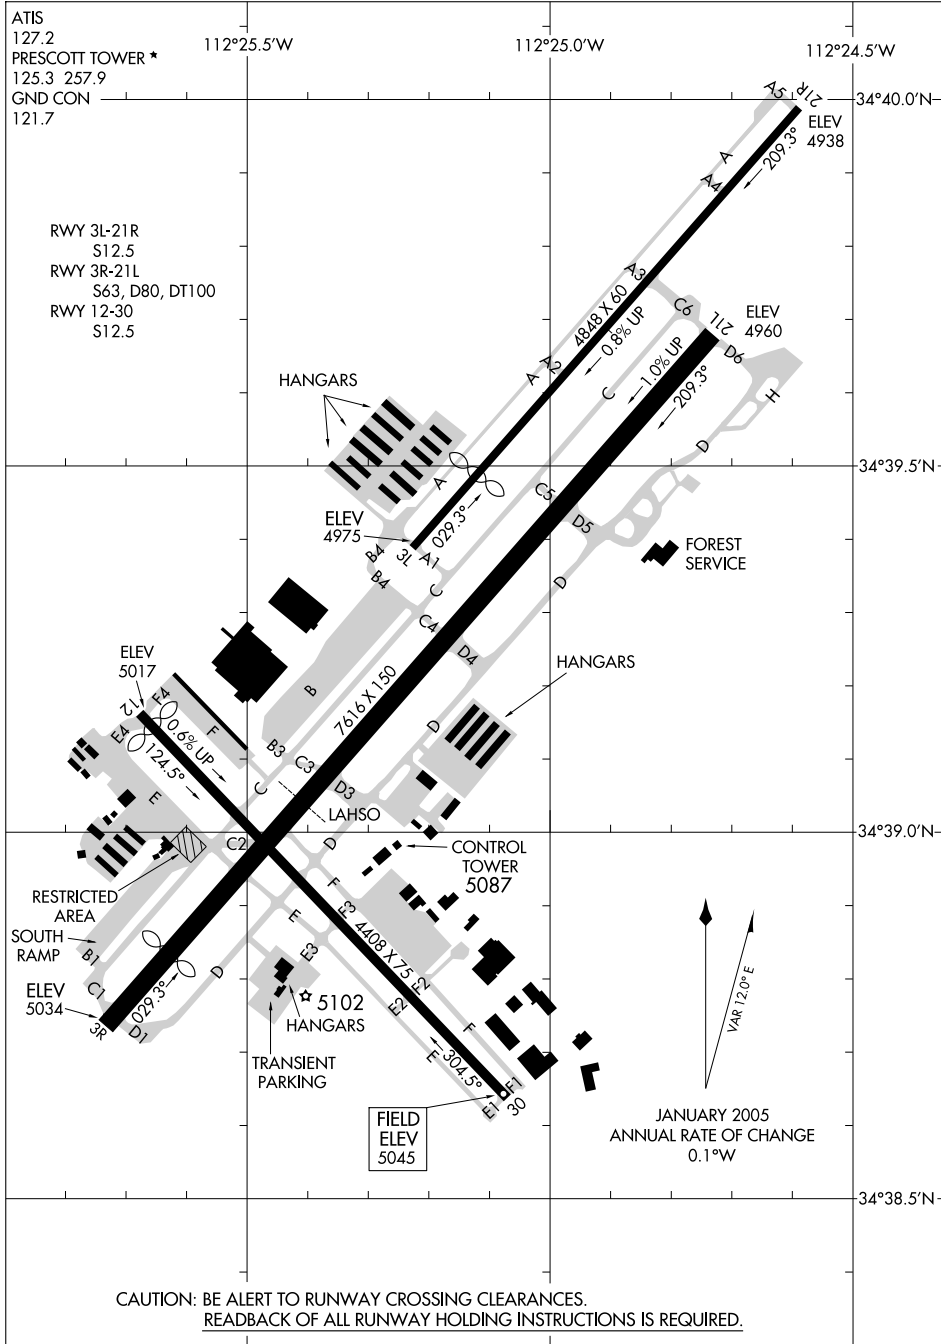 ATIS
127.2
PRESCOTT TOWER *
125.3 257.9
GND CON
121.7
112°25.5'W
112°25.0'W
112°24.5'W
34°40.0'N
A5
21R
ELEV
4938
209.3°
A
A4
RWY 3L-21R
S12.5
RWY 3R-21L
S63, D80, DT100
RWY 12-30
S12.5
A3
C6
4848 X 60
0.8% UP
21L
ELEV
4960
D6
1.0% UP
209.3°
A2
A
C
H
D
HANGARS
34°39.5'N
A
C5
D5
ELEV
4975
029.3°
3L
A1
B4
B4
C
FOREST
SERVICE
D
C4
D4
HANGARS
ELEV
5017
12
F4
E4
0.6% UP
124.5°
F
B
7616 X 150
D
B3
C3
C
D3
E
LAHSO
34°39.0'N
C2
D
CONTROL
TOWER
5087
RESTRICTED
AREA
F
F3
E
E3
4408 X 75
SOUTH
RAMP
B1
C1
D
F2
E2
F
ELEV
5034
029.3°
3R
D1
5102
HANGARS
TRANSIENT
PARKING
E
304.5°
F1
E1
30
FIELD
ELEV
5045
VAR 12.0° E
JANUARY 2005
ANNUAL RATE OF CHANGE
0.1°W
34°38.5'N
CAUTION: BE ALERT TO RUNWAY CROSSING CLEARANCES.
READBACK OF ALL RUNWAY HOLDING INSTRUCTIONS IS REQUIRED.